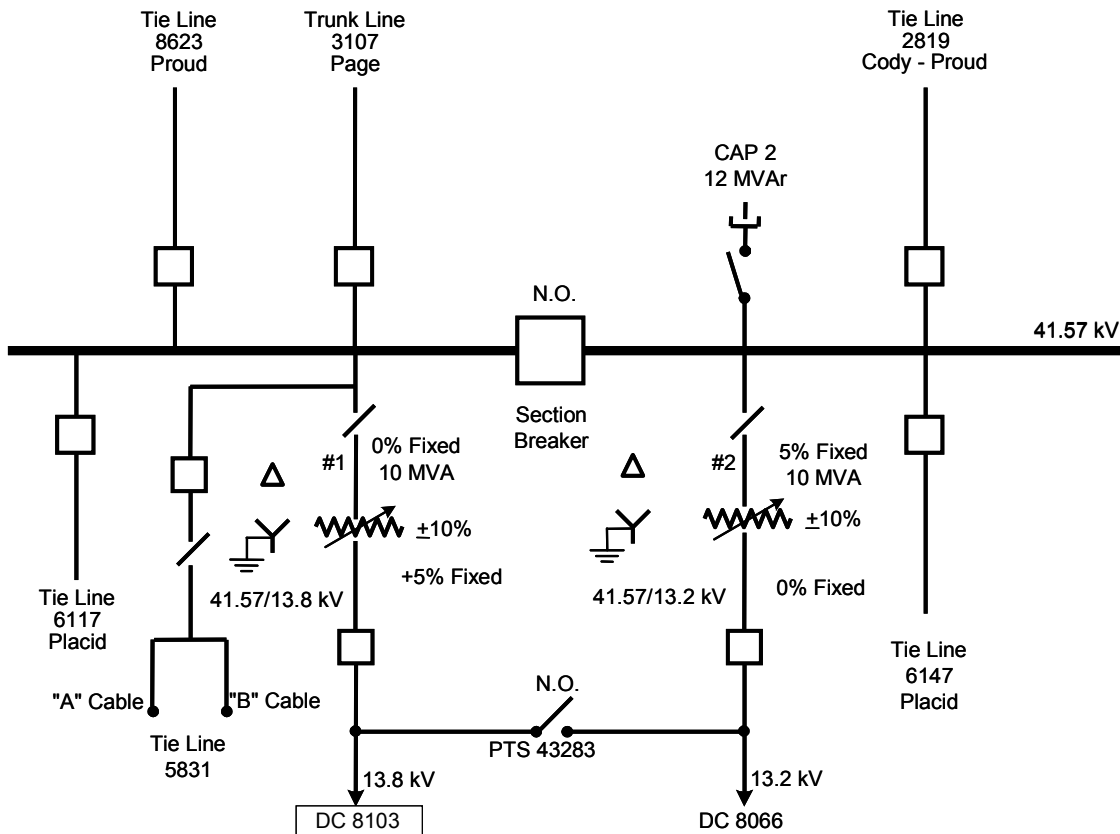 Tie Line
8623
Proud
Trunk Line
3107
Page
Tie Line
2819
Cody - Proud
CAP 2
12 MVAr
N.O.
41.57 kV
Section
Breaker
#1
0% Fixed
10 MVA
Δ
±10%
+5% Fixed
41.57/13.8 kV
Δ
#2
5% Fixed
10 MVA
±10%
0% Fixed
41.57/13.2 kV
Tie Line
6117
Placid
"A" Cable
"B" Cable
Tie Line
5831
N.O.
PTS 43283
Tie Line
6147
Placid
13.8 kV
13.2 kV
DC 8103
DC 8066